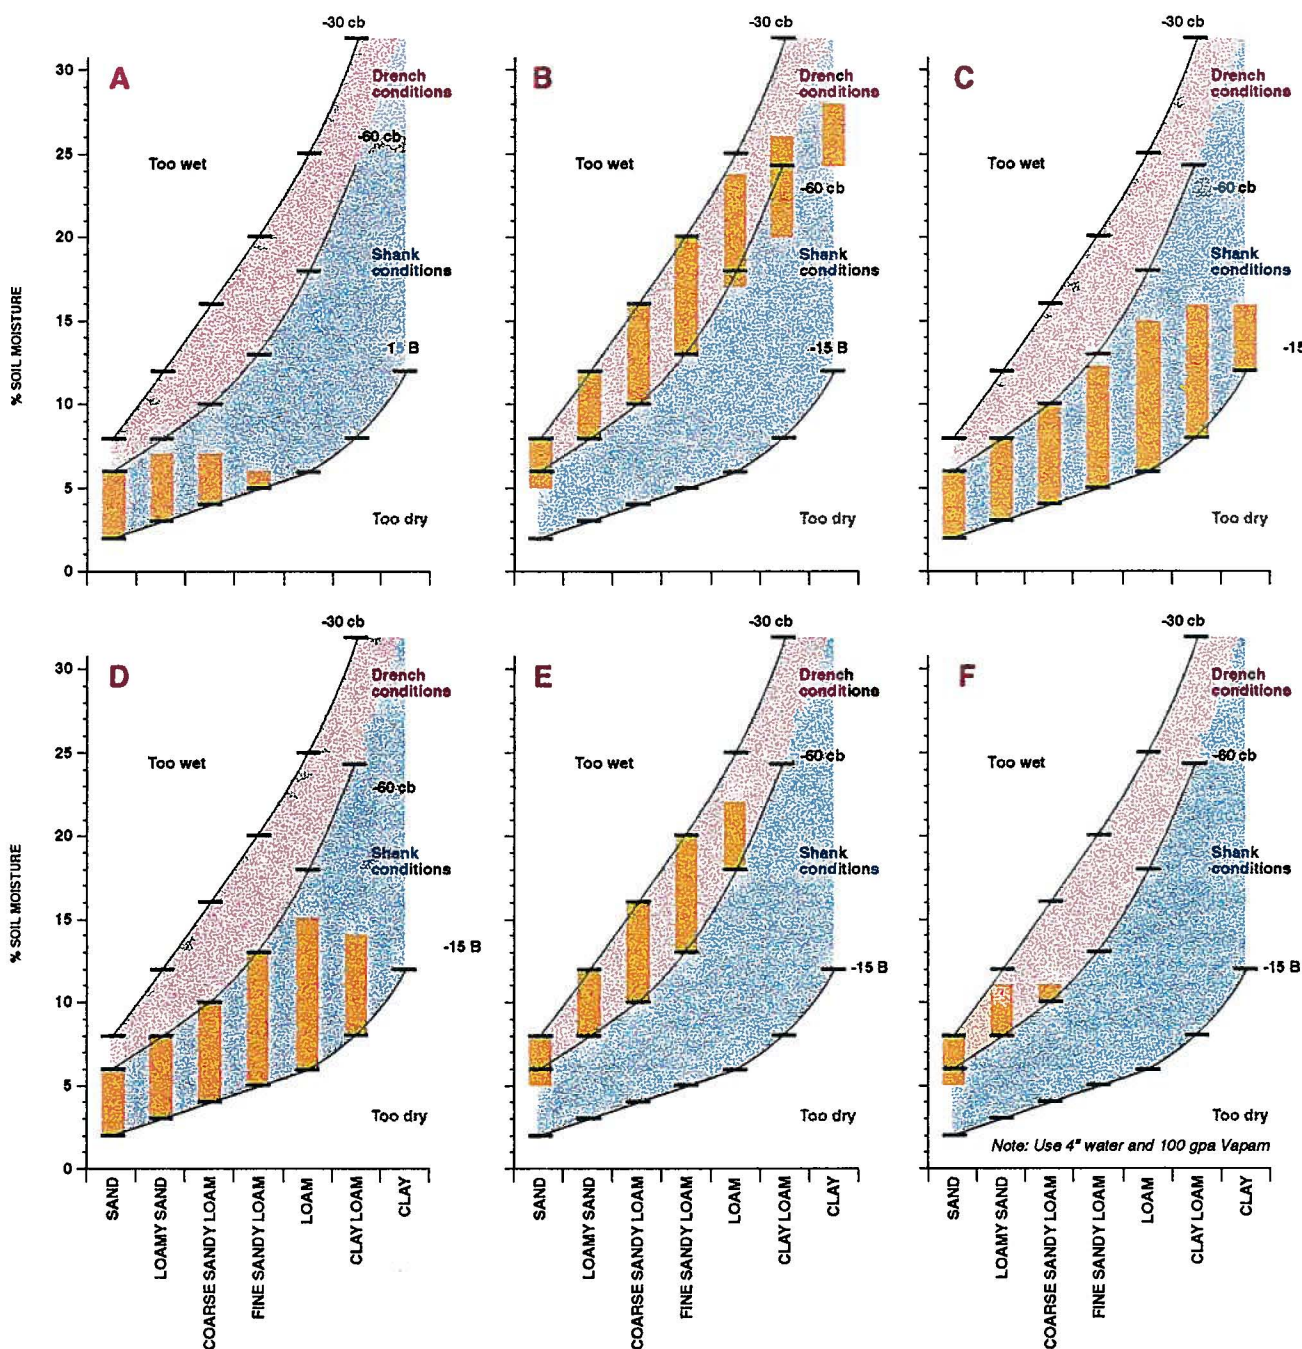 -30 cb
-30 cb
-30 cb
A
B
C
30
25
20
15
10
5
0
% SOIL MOISTURE
Drench
conditions
-60 cb
Too wet
Shank
conditions
15 B
Too dry
Drench
conditions
Too wet
-60 cb
Shank
conditions
-15 B
Too dry
Drench
conditions
Too wet
-60 cb
Shank
conditions
-15
Too dry
-30 cb
-30 cb
-30 cb
D
E
F
30
25
20
15
10
5
0
% SOIL MOISTURE
Drench
conditions
Too wet
-60 cb
Shank
conditions
-15 B
Too dry
Drench
conditions
Too wet
-60 cb
Shank
conditions
-15 B
Too dry
Drench
conditions
Too wet
-60 cb
Shank
conditions
-15 B
Too dry
Note: Use 4" water and 100 gpa Vapam
SAND
LOAMY SAND
COARSE SANDY LOAM
FINE SANDY LOAM
LOAM
CLAY LOAM
CLAY
SAND
LOAMY SAND
COARSE SANDY LOAM
FINE SANDY LOAM
LOAM
CLAY LOAM
CLAY
SAND
LOAMY SAND
COARSE SANDY LOAM
FINE SANDY LOAM
LOAM
CLAY LOAM
CLAY